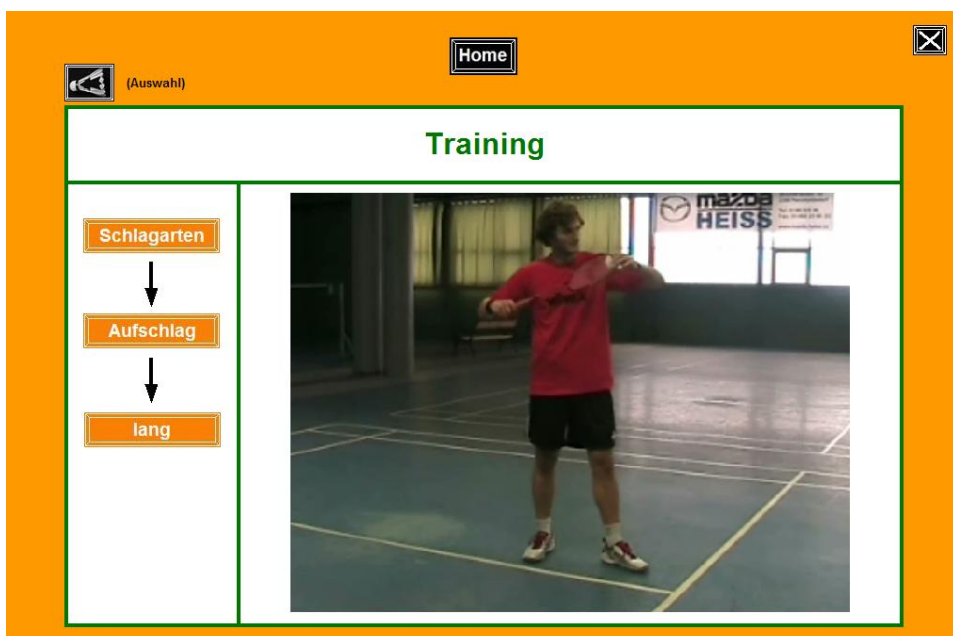 Home
(Auswahl)
Training
Schlagarten
Aufschlag
lang
mazda
HEISS